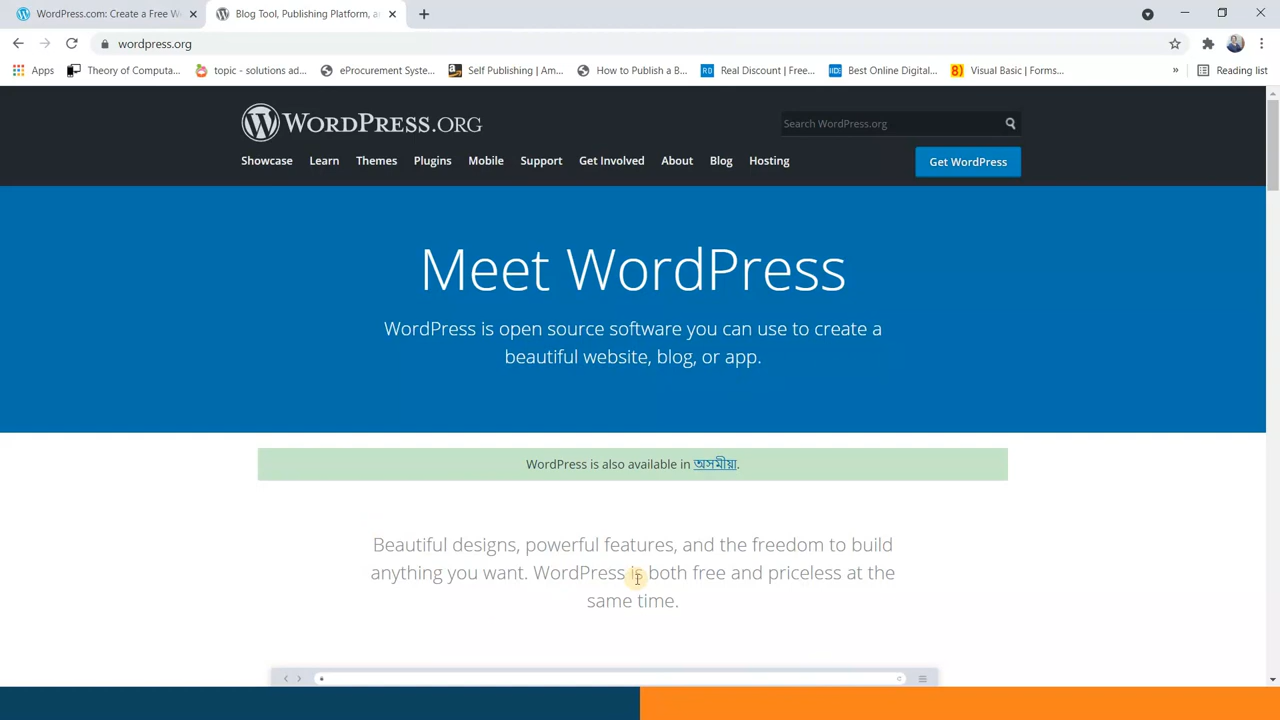 WordPress.com: Create a Free W
Blog Tool, Publishing Platform, a
wordpress.org
Apps
Theory of Computa...
topic - solutions ad...
eProcurement Syste...
Self Publishing | Am...
How to Publish a B...
Real Discount | Free...
Best Online Digital...
Visual Basic | Forms...
Reading list
WORDPRESS.ORG
Search WordPress.org
Showcase Learn Themes Plugins Mobile Support Get Involved About Blog Hosting
Get WordPress
Meet WordPress
WordPress is open source software you can use to create a
beautiful website, blog, or app.
WordPress is also available in অসমীয়া.
Beautiful designs, powerful features, and the freedom to build
anything you want. WordPress is both free and priceless at the
same time.